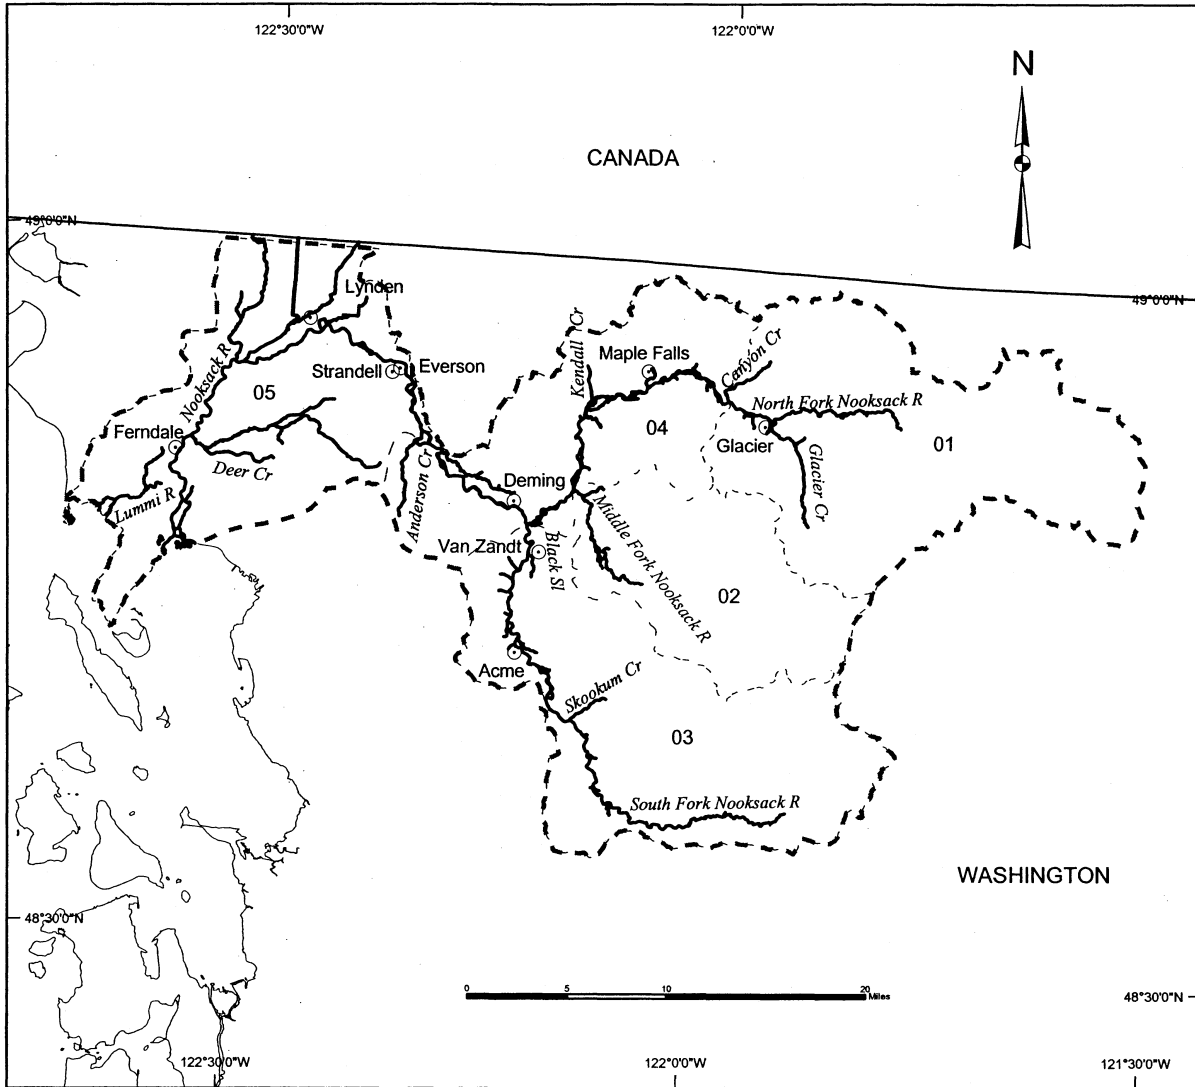 122°30'0"W
122°0'0"W
N
CANADA
49°0'0"N
49°0'0"N
Lynden
Kendall Cr
Maple Falls
Canyon Cr
Strandell
Everson
Nooksack R
05
North Fork Nooksack R
Ferndale
04
Glacier
01
Deer Cr
Glacier Cr
Anderson Cr
Deming
Lummi R
Middle Fork Nooksack R
Van Zandt
Black Sl
02
Acme
Skookum Cr
03
South Fork Nooksack R
WASHINGTON
48°30'0"N
0 5 10 20
Miles
48°30'0"N
122°30'0"W
122°0'0"W
121°30'0"W